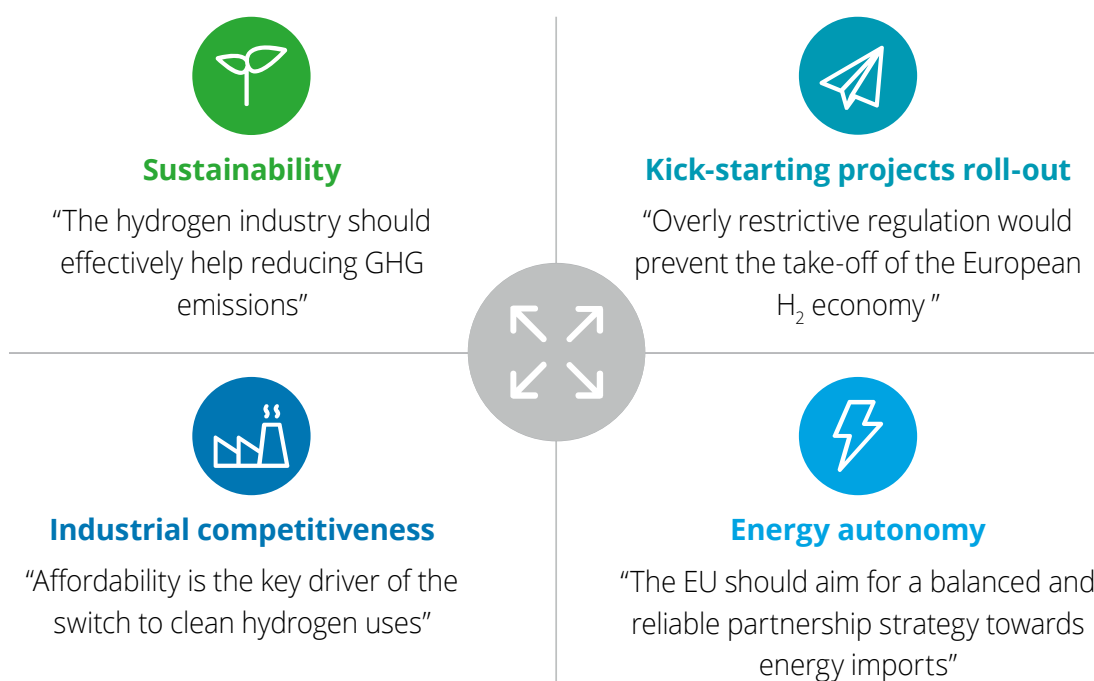 Sustainability
“The hydrogen industry should
effectively help reducing GHG
emissions”
Kick-starting projects roll-out
“Overly restrictive regulation would
prevent the take-off of the European
H₂ economy ”
Industrial competitiveness
“Affordability is the key driver of the
switch to clean hydrogen uses”
Energy autonomy
“The EU should aim for a balanced and
reliable partnership strategy towards
energy imports”